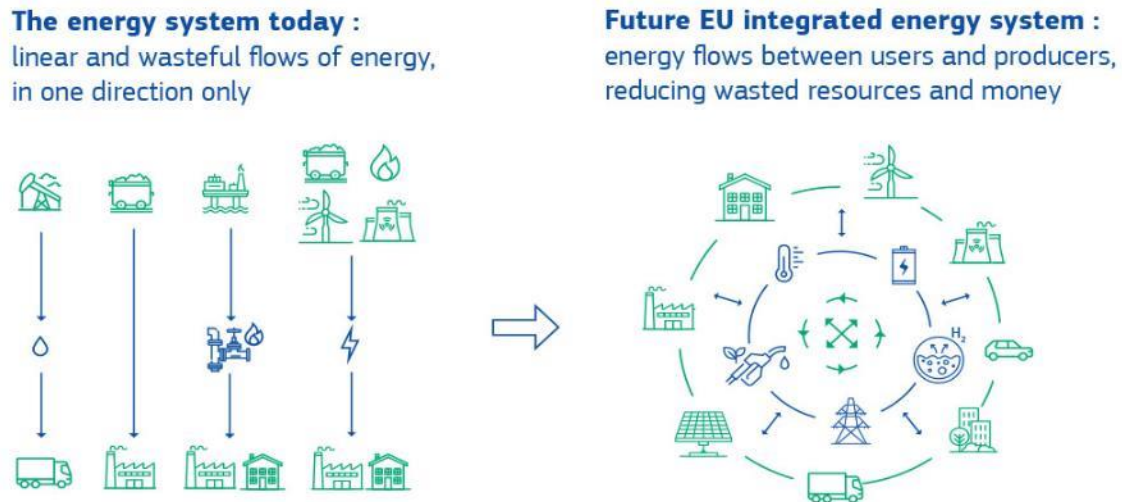 The energy system today :
linear and wasteful flows of energy,
in one direction only
Future EU integrated energy system :
energy flows between users and producers,
reducing wasted resources and money
H₂